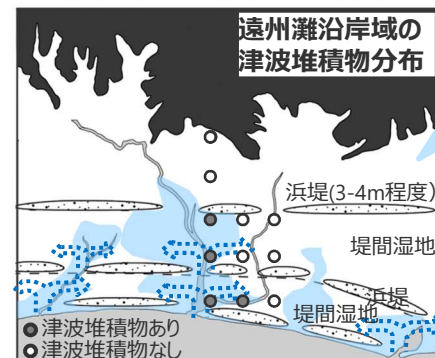 遠州灘沿岸域の
津波堆積物分布
浜堤(3-4m程度)
堤間湿地
浜堤
堤間湿地
津波堆積物あり
津波堆積物なし